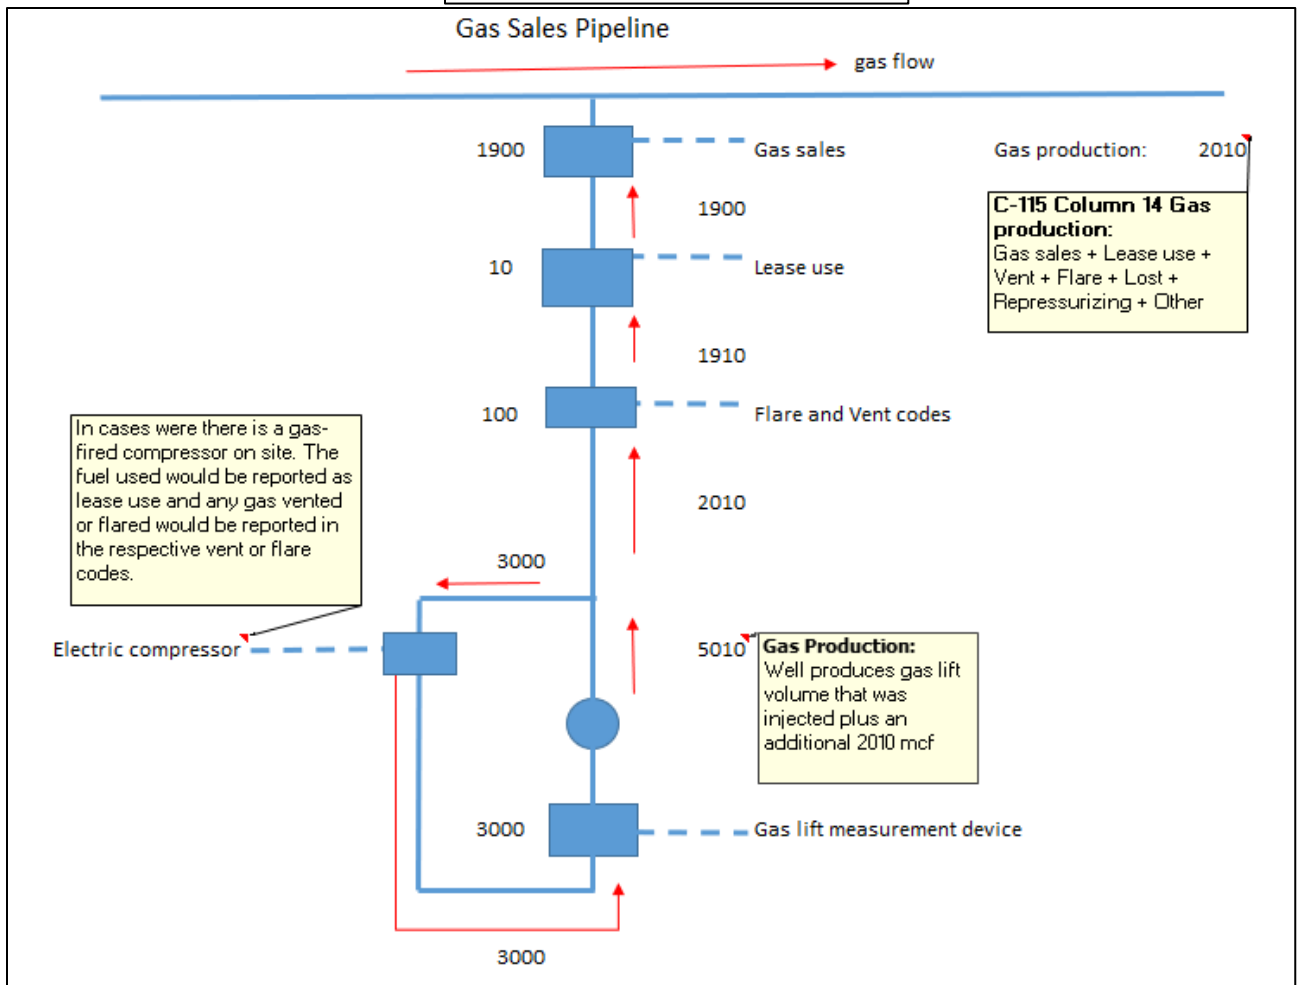 Gas Sales Pipeline
gas flow
1900
Gas sales
Gas production:
2010
1900
C-115 Column 14 Gas
production:
Gas sales + Lease use +
Vent + Flare + Lost +
Repressurizing + Other
10
Lease use
1910
100
Flare and Vent codes
In cases were there is a gas-
fired compressor on site. The
fuel used would be reported as
lease use and any gas vented
or flared would be reported in
the respective vent or flare
codes.
2010
3000
Electric compressor
5010
Gas Production:
Well produces gas lift
volume that was
injected plus an
additional 2010 mcf
3000
Gas lift measurement device
3000